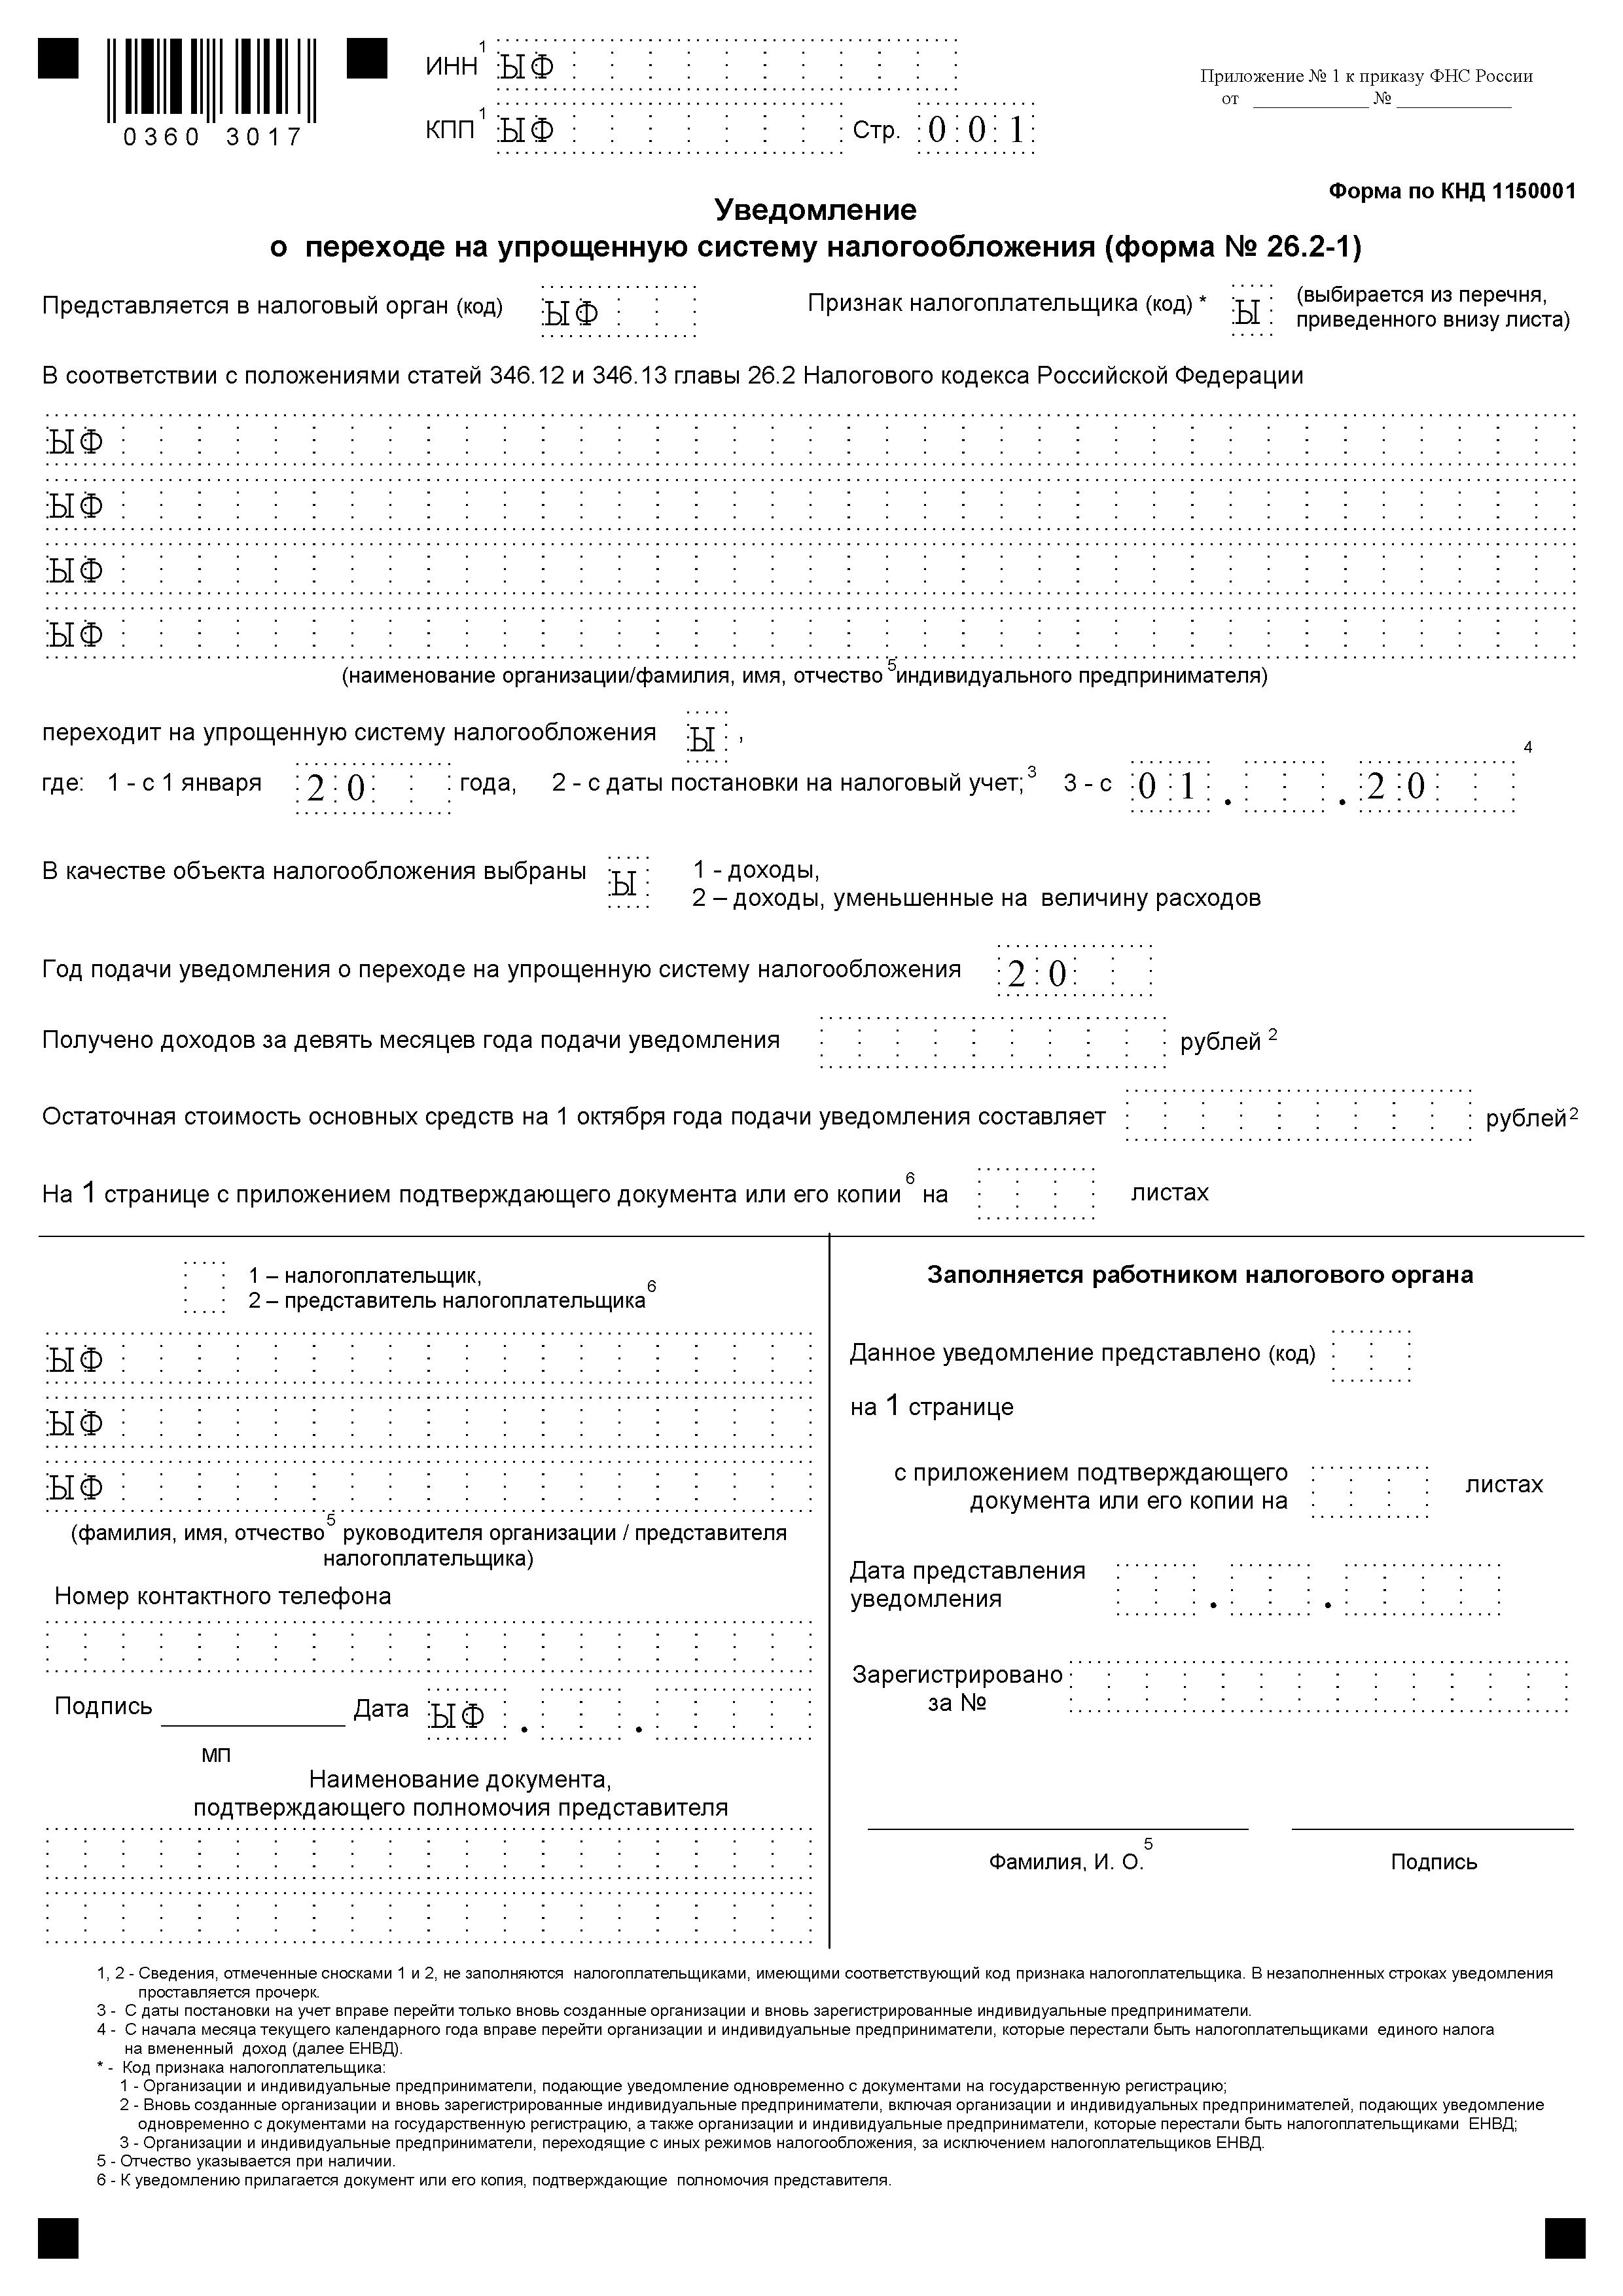 ИНН 1 ЫФ
Приложение № 1 к приказу ФНС России
от ____________ № ____________
КПП 1 ЫФ Стр. 001
0360 3017
Форма по КНД 1150001
Уведомление
о переходе на упрощенную систему налогообложения (форма № 26.2-1)
Представляется в налоговый орган (код) ЫФ Признак налогоплательщика (код) * Ы (выбирается из перечня,
приведенного внизу листа)
В соответствии с положениями статей 346.12 и 346.13 главы 26.2 Налогового кодекса Российской Федерации
ЫФ
ЫФ
ЫФ
ЫФ
(наименование организации/фамилия, имя, отчество 5 индивидуального предпринимателя)
переходит на упрощенную систему налогообложения Ы ,
где: 1 - с 1 января 20 года, 2 - с даты постановки на налоговый учет; 3 3 - с 01 . . 20 4
В качестве объекта налогообложения выбраны Ы 1 - доходы,
2 – доходы, уменьшенные на величину расходов
Год подачи уведомления о переходе на упрощенную систему налогообложения 20
Получено доходов за девять месяцев года подачи уведомления рублей 2
Остаточная стоимость основных средств на 1 октября года подачи уведомления составляет рублей 2
На 1 странице с приложением подтверждающего документа или его копии 6 на листах
1 – налогоплательщик,
2 – представитель налогоплательщика 6
ЫФ
ЫФ
ЫФ
(фамилия, имя, отчество 5 руководителя организации / представителя
налогоплательщика)
Номер контактного телефона
Подпись Дата ЫФ . .
МП
Наименование документа,
подтверждающего полномочия представителя
Заполняется работником налогового органа
Данное уведомление представлено (код)
на 1 странице
с приложением подтверждающего
документа или его копии на листах
Дата представления
уведомления . .
Зарегистрировано
за №
Фамилия, И. О. 5 Подпись
1, 2 - Сведения, отмеченные сносками 1 и 2, не заполняются налогоплательщиками, имеющими соответствующий код признака налогоплательщика. В незаполненных строках уведомления
проставляется прочерк.
3 - С даты постановки на учет вправе перейти только вновь созданные организации и вновь зарегистрированные индивидуальные предприниматели.
4 - С начала месяца текущего календарного года вправе перейти организации и индивидуальные предприниматели, которые перестали быть налогоплательщиками единого налога
на вмененный доход (далее ЕНВД).
* - Код признака налогоплательщика:
1 - Организации и индивидуальные предприниматели, подающие уведомление одновременно с документами на государственную регистрацию;
2 - Вновь созданные организации и вновь зарегистрированные индивидуальные предприниматели, включая организации и индивидуальных предпринимателей, подающих уведомление
одновременно с документами на государственную регистрацию, а также организации и индивидуальные предприниматели, которые перестали быть налогоплательщиками ЕНВД;
3 - Организации и индивидуальные предприниматели, переходящие с иных режимов налогообложения, за исключением налогоплательщиков ЕНВД.
5 - Отчество указывается при наличии.
6 - К уведомлению прилагается документ или его копия, подтверждающие полномочия представителя.